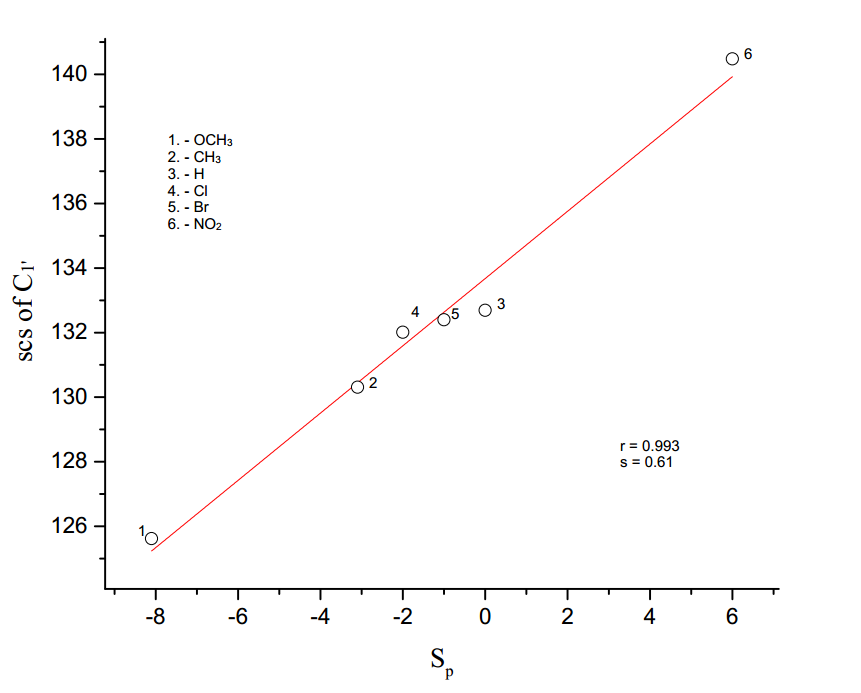 140
138
136
134
132
130
128
126
scs of C1'
1. - OCH3
2. - CH3
3. - H
4. - Cl
5. - Br
6. - NO2
6
4
5
3
2
1
r = 0.993
s = 0.61
-8 -6 -4 -2 0 2 4 6
Sp